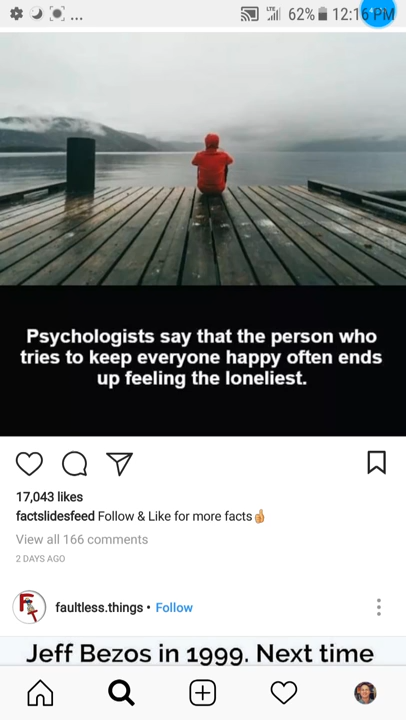 LTE 62% 12:16 PM
Psychologists say that the person who
tries to keep everyone happy often ends
up feeling the loneliest.
17,043 likes
factslidesfeed Follow & Like for more facts☝
View all 166 comments
2 DAYS AGO
faultless.things • Follow
Jeff Bezos in 1999. Next time